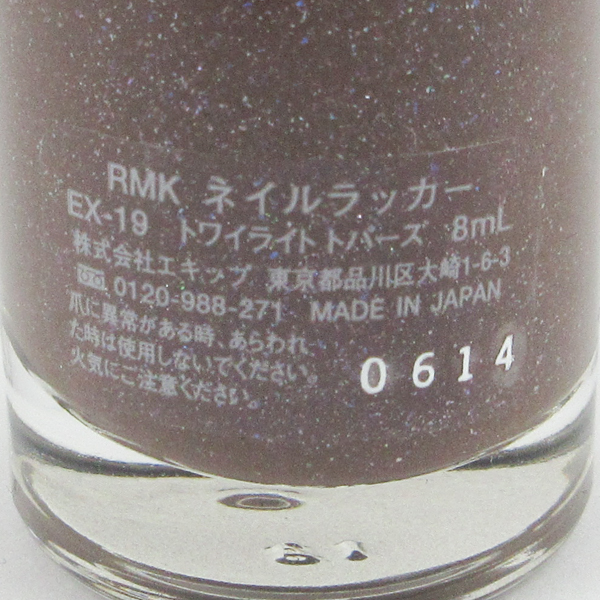 RMK ネイルラッカー
EX-19 トワイライト トパーズ 8mL
株式会社エキップ 東京都品川区大崎1-6-3
0120-988-271 MADE IN JAPAN
爪に異常がある時、あらわれ
た時は使用しないでください。
火気にご注意ください。
0614